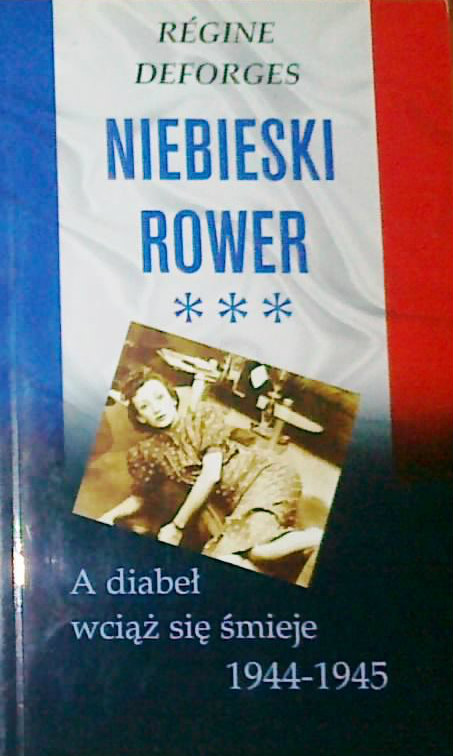 RÉGINE
DEFORGES
NIEBIESKI
ROWER
***
A diabeł
wciąż się śmieje
1944-1945